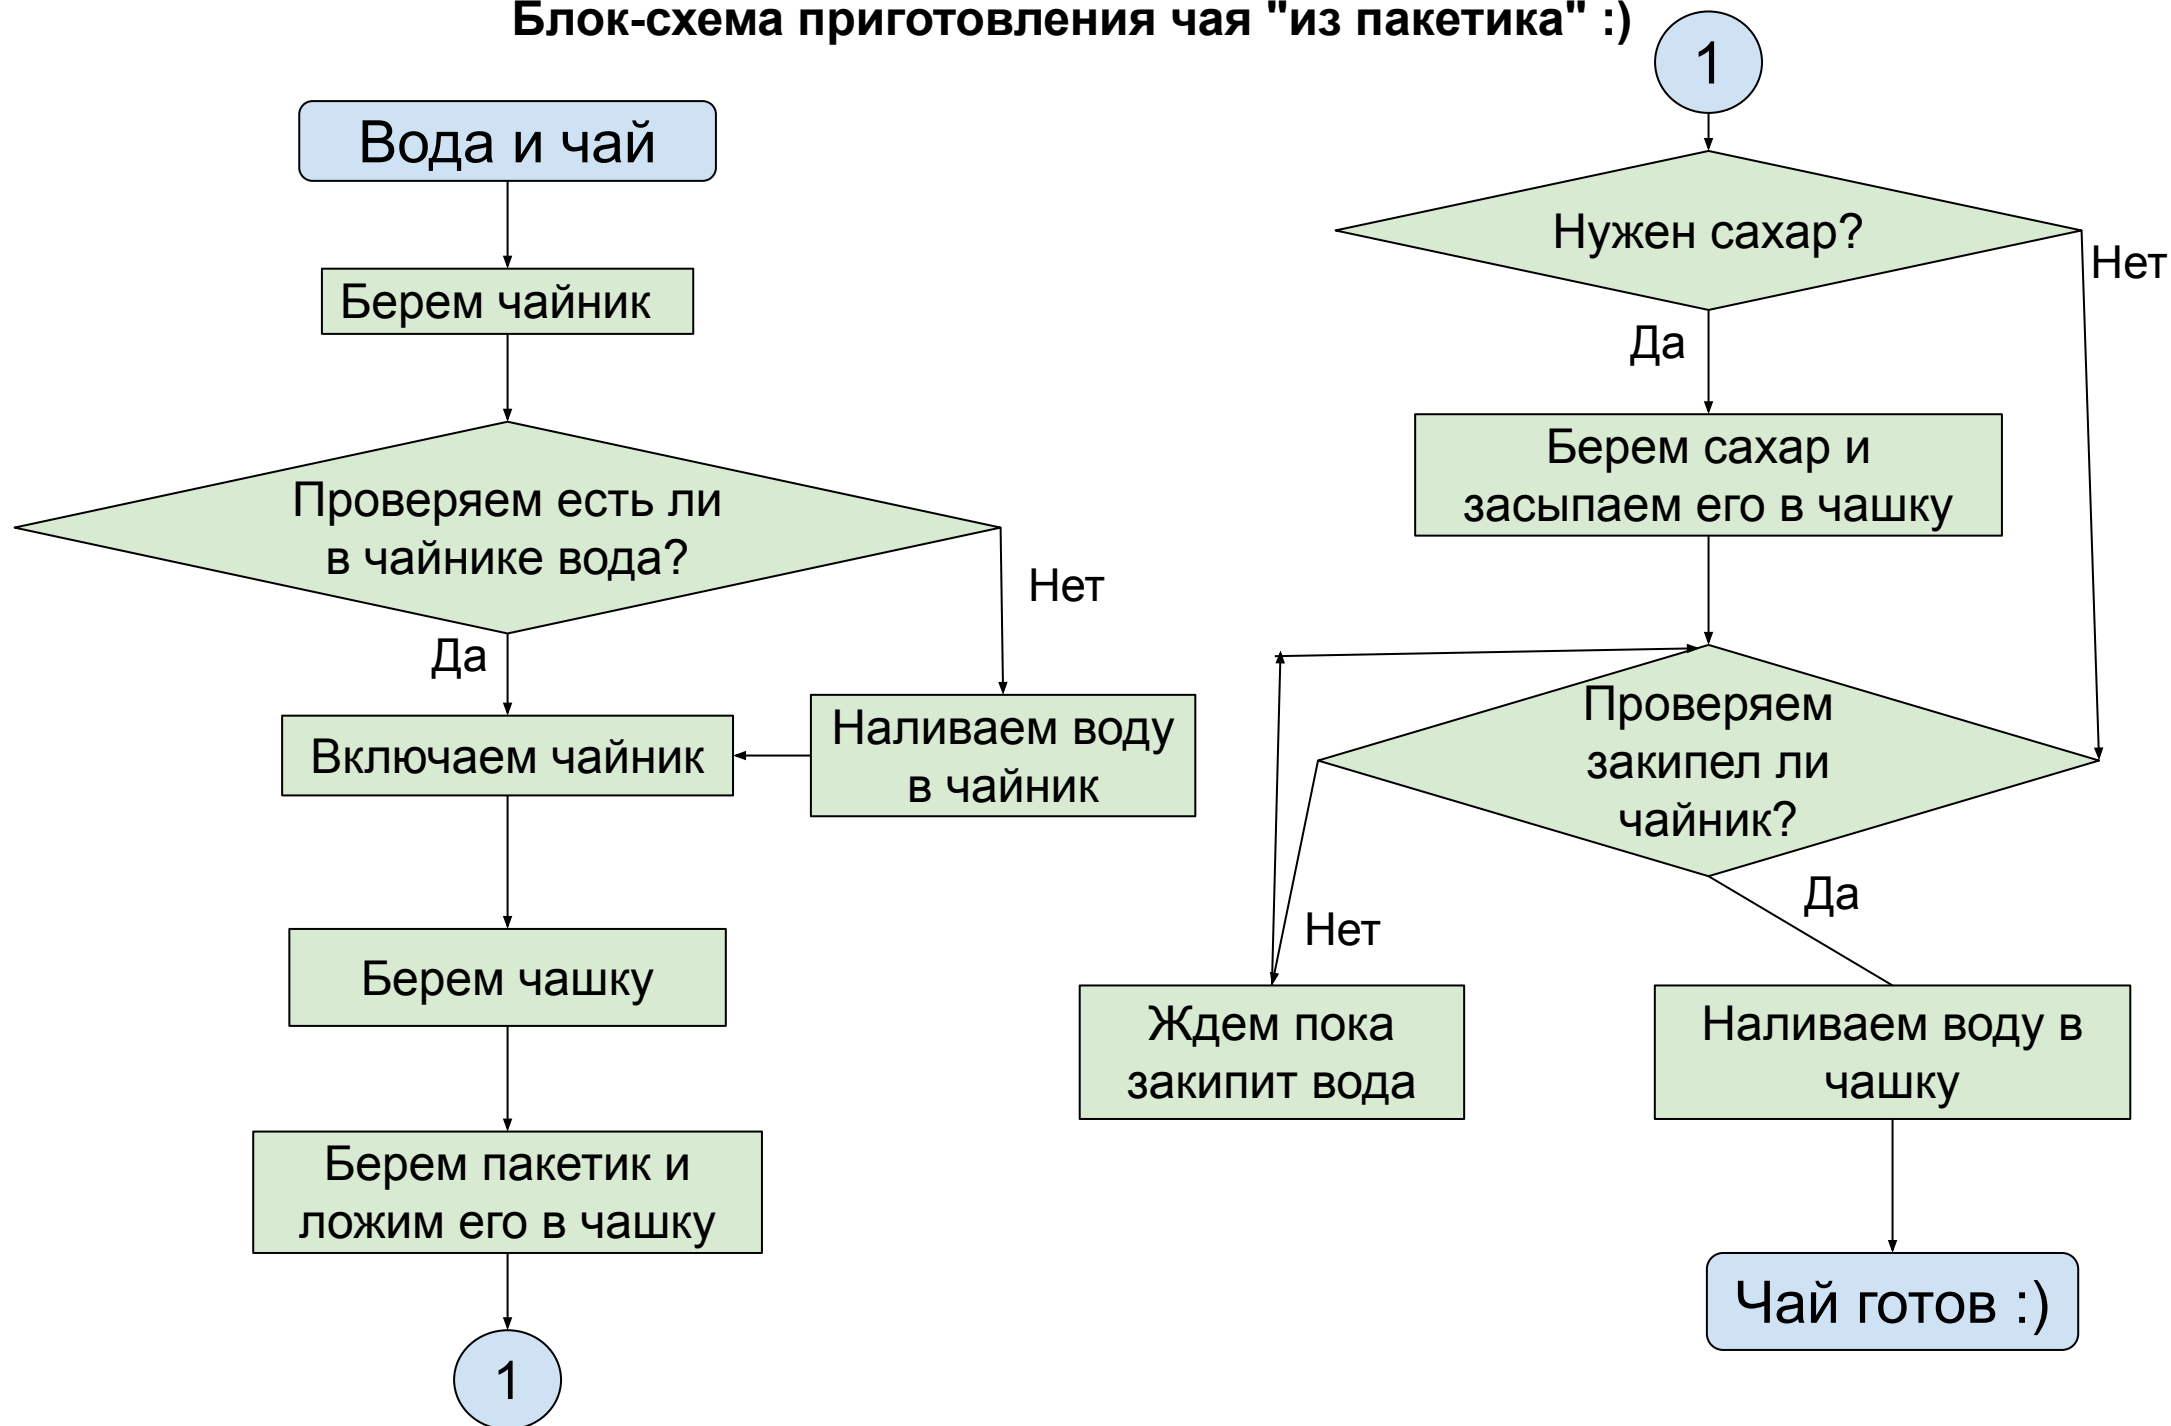 Блок-схема приготовления чая "из пакетика" :)
Вода и чай
Берем чайник
Проверяем есть ли
в чайнике вода?
Нет
Да
Включаем чайник
Наливаем воду
в чайник
Берем чашку
Берем пакетик и
ложим его в чашку
1
1
Нужен сахар?
Нет
Да
Берем сахар и
засыпаем его в чашку
Проверяем
закипел ли
чайник?
Да
Нет
Ждем пока
закипит вода
Наливаем воду в
чашку
Чай готов :)